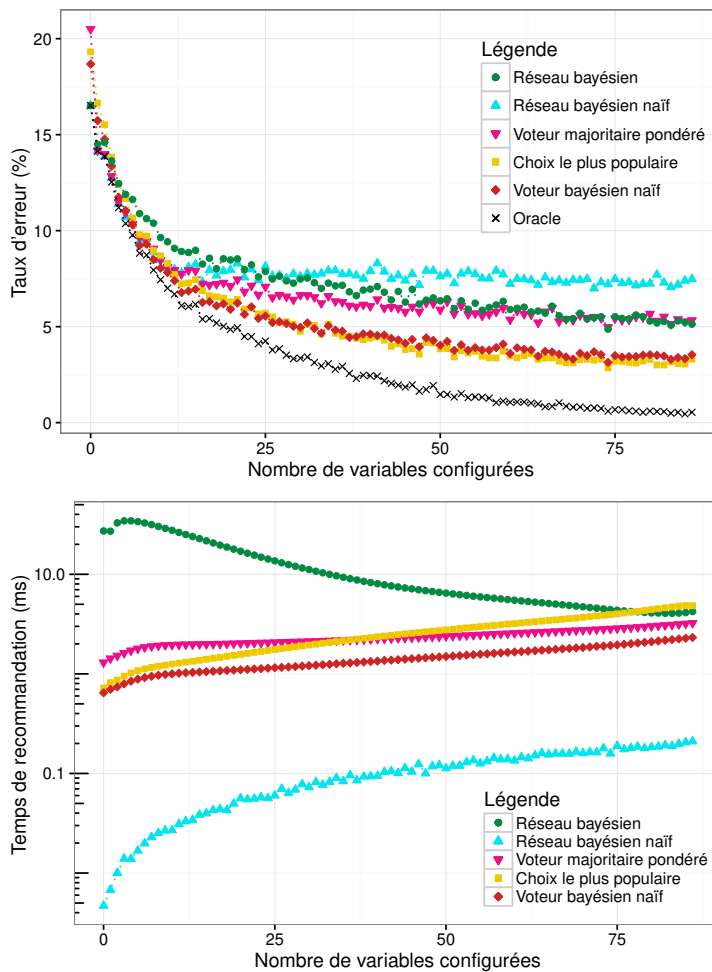 20
15
10
5
0
0
25
50
75
Taux d'erreur (%)
Nombre de variables configurées
Légende
Réseau bayésien
Réseau bayésien naïf
Voteur majoritaire pondéré
Choix le plus populaire
Voteur bayésien naïf
Oracle
10.0
0.1
0
25
50
75
Temps de recommandation (ms)
Nombre de variables configurées
Légende
Réseau bayésien
Réseau bayésien naïf
Voteur majoritaire pondéré
Choix le plus populaire
Voteur bayésien naïf